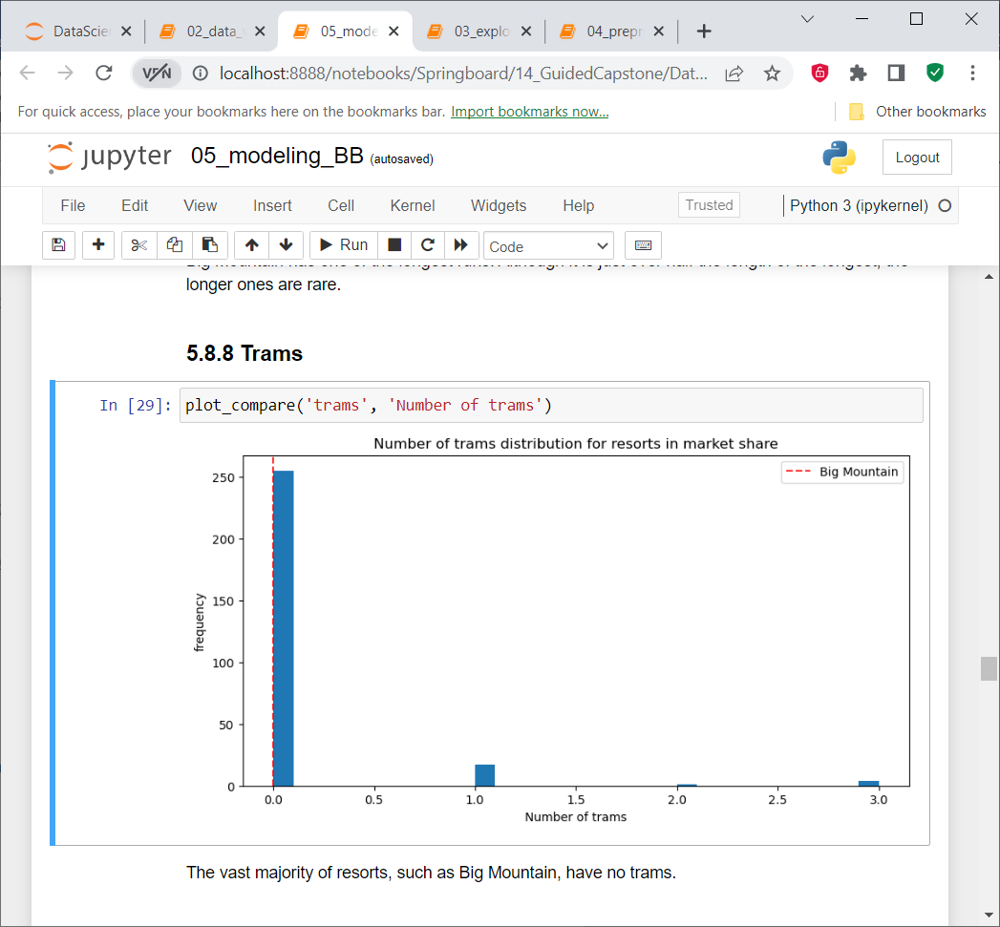 DataScie
02_data_
05_mode
03_explo
04_prepr
VPN
localhost:8888/notebooks/Springboard/14_GuidedCapstone/Dat...
For quick access, place your bookmarks here on the bookmarks bar. Import bookmarks now...
Other bookmarks
jupyter 05_modeling_BB (autosaved)
Logout
File Edit View Insert Cell Kernel Widgets Help
Trusted
Python 3 (ipykernel)
Run
Code
longer ones are rare.
5.8.8 Trams
In [29]: plot_compare('trams', 'Number of trams')
Number of trams distribution for resorts in market share
Big Mountain
250
200
150
100
50
0
frequency
0.0 0.5 1.0 1.5 2.0 2.5 3.0
Number of trams
The vast majority of resorts, such as Big Mountain, have no trams.